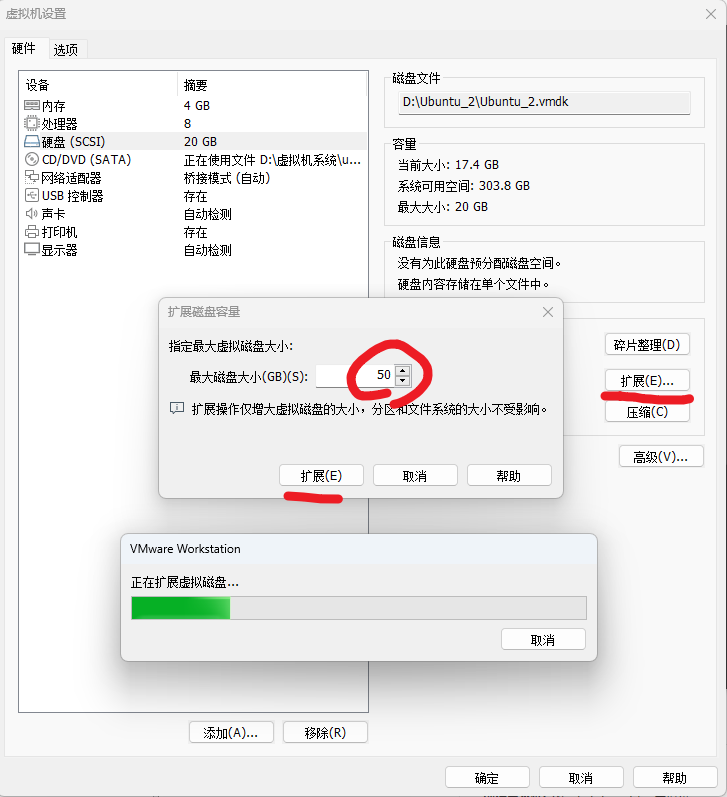 虚拟机设置
硬件 选项
设备 摘要
内存 4 GB
处理器 8
硬盘 (SCSI) 20 GB
CD/DVD (SATA) 正在使用文件 D:\虚拟机系统\u...
网络适配器 桥接模式 (自动)
USB 控制器 存在
声卡 自动检测
打印机 存在
显示器 自动检测
磁盘文件
D:\Ubuntu_2\Ubuntu_2.vmdk
容量
当前大小: 17.4 GB
系统可用空间: 303.8 GB
最大大小: 20 GB
磁盘信息
没有为此硬盘预分配磁盘空间。
硬盘内容存储在单个文件中。
碎片整理(D)
扩展(E)...
压缩(C)
高级(V)...
扩展磁盘容量
指定最大虚拟磁盘大小:
最大磁盘大小(GB)(S): 50
扩展操作仅增大虚拟磁盘的大小，分区和文件系统的大小不受影响。
扩展(E) 取消 帮助
VMware Workstation
正在扩展虚拟磁盘...
取消
添加(A)... 移除(R)
确定 取消 帮助